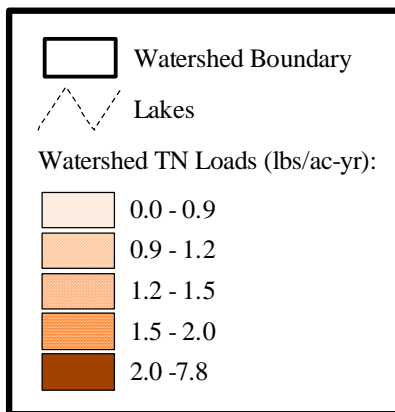 Watershed Boundary
Lakes
Watershed TN Loads (lbs/ac-yr):
0.0 - 0.9
0.9 - 1.2
1.2 - 1.5
1.5 - 2.0
2.0 -7.8